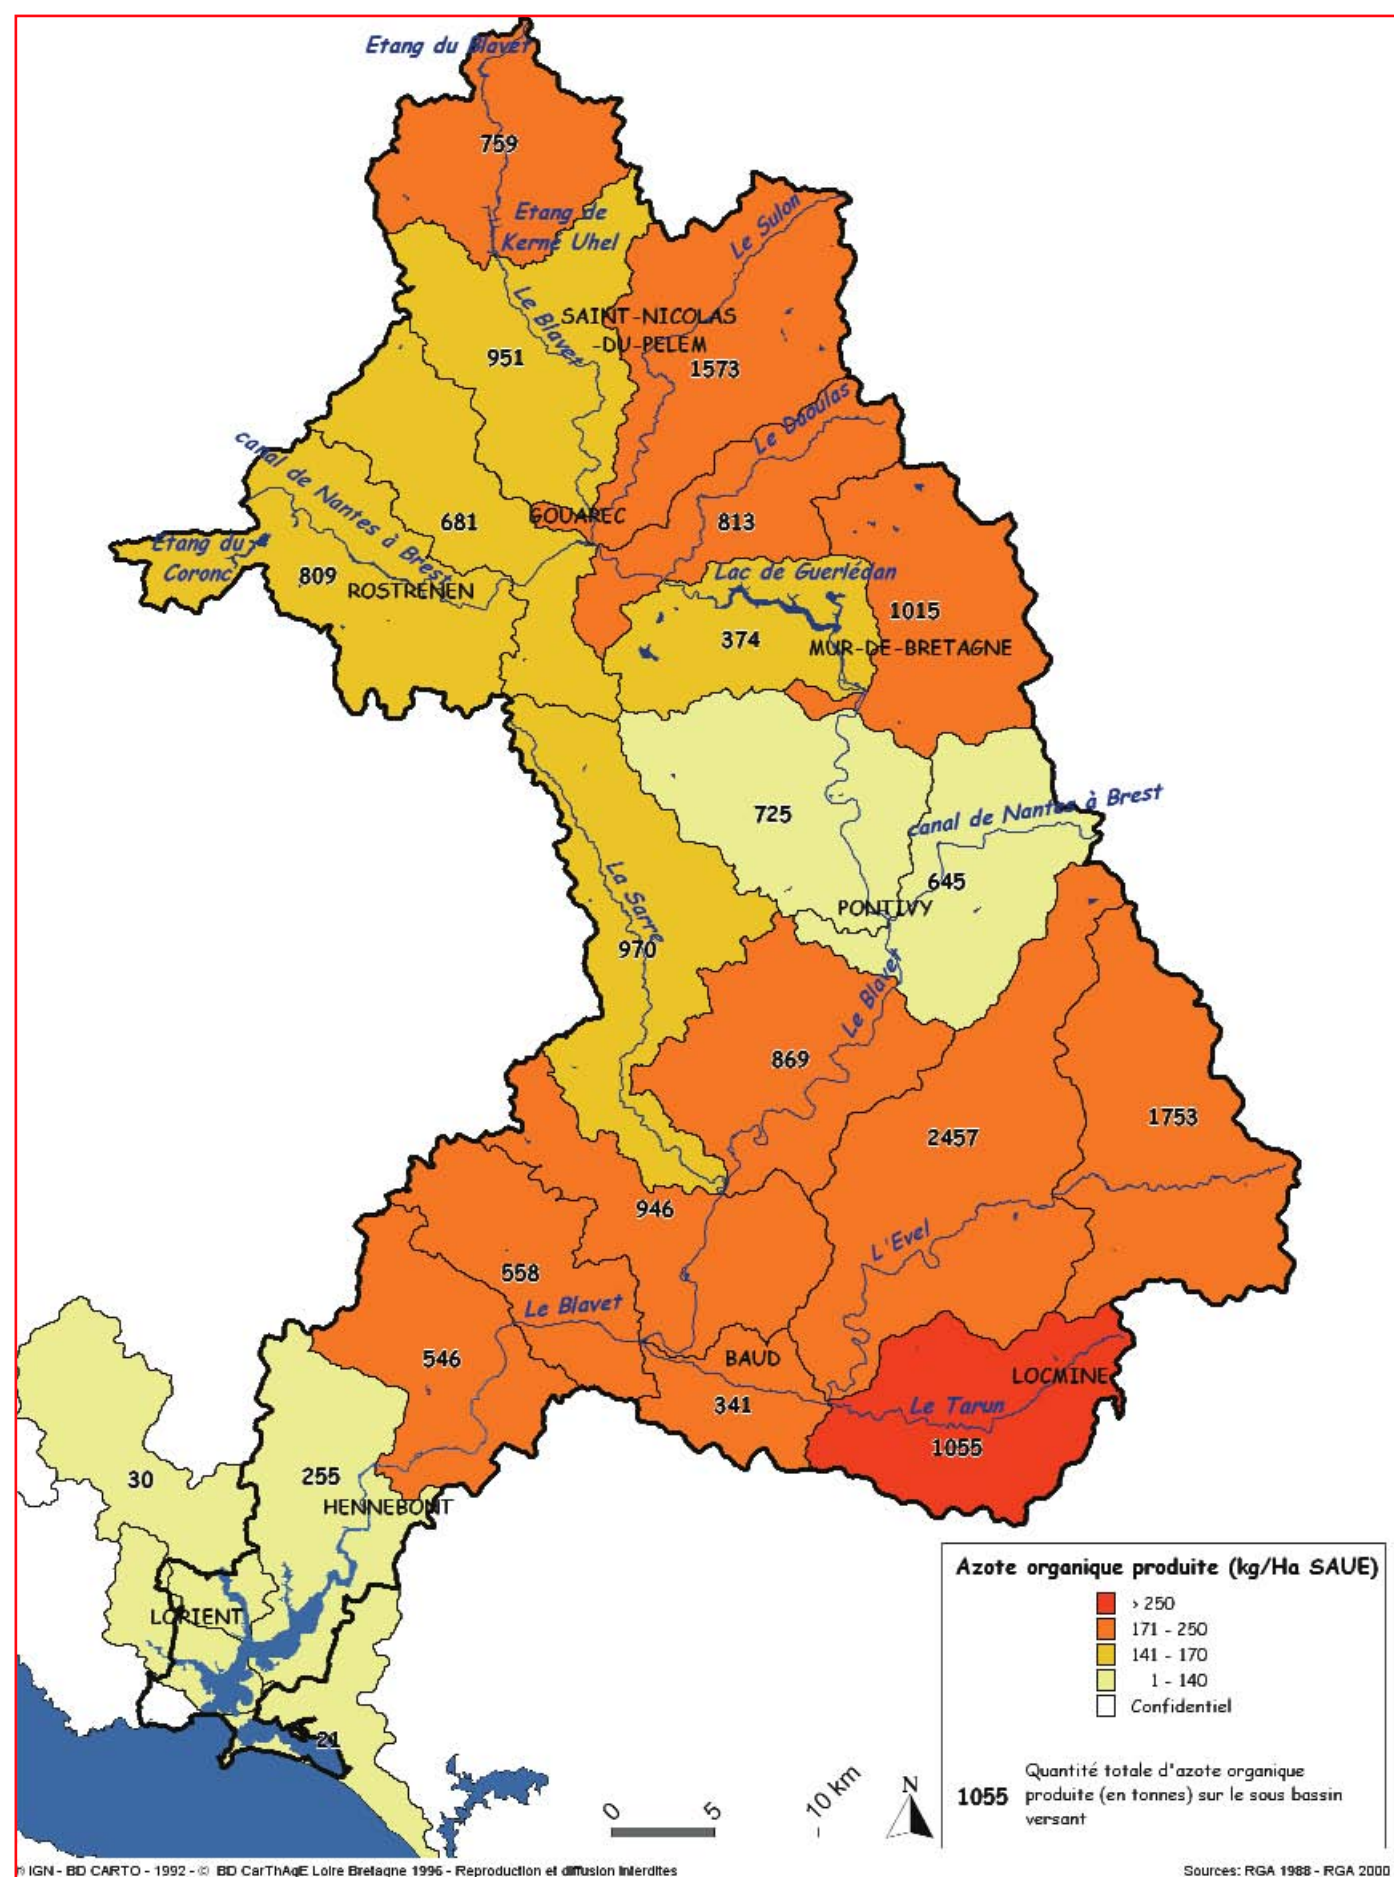 Etang du Blavet
759
Etang de
Kerne Uhel
Le Sulon
Le Blavet
SAINT-NICOLAS
-DU-PELEM
951
1573
Le Daoulas
canal de Nantes à Brest
GOUAREC
681
813
Etang du
Coronc
809
ROSTRENEN
Lac de Guerlédan
1015
374
MUR-DE-BRETAGNE
725
canal de Nantes à Brest
645
La Sarre
PONTIVY
970
Le Blavet
869
2457
1753
946
L'Evel
558
Le Blavet
546
BAUD
LOCMINE
341
Le Tarun
1055
30
255
HENNEBONT
LORIENT
21
Azote organique produite (kg/Ha SAUE)
> 250
171 - 250
141 - 170
1 - 140
Confidentiel
1055
Quantité totale d'azote organique
produite (en tonnes) sur le sous bassin
versant
0 5 10 km
N
© IGN - BD CARTO - 1992 - © BD CarThAgE Loire Bretagne 1996 - Reproduction et diffusion interdites
Sources: RGA 1988 - RGA 2000